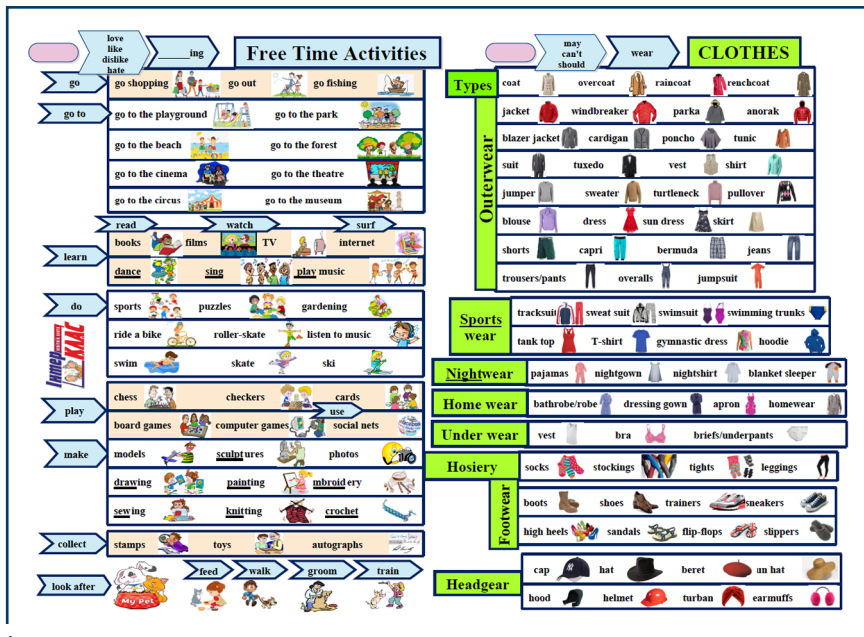 love
like
dislike
hate
______ing
Free Time Activities
go
go shopping go out go fishing
go to
go to the playground go to the park
go to the beach go to the forest
go to the cinema go to the theatre
go to the circus go to the museum
read watch surf
learn
books films TV internet
dance sing play music
do
sports puzzles gardening
ride a bike roller-skate listen to music
swim skate ski
Інтер
КЛАС
play
chess checkers cards
use
board games computer games social nets
make
models sculptures photos
drawing painting mbroidery
sewing knitting crochet
collect
stamps toys autographs
look after
My Pet
feed walk groom train
may
can't
should
wear
CLOTHES
Types
Outerwear
coat overcoat raincoat renchcoat
jacket windbreaker parka anorak
blazer jacket cardigan poncho tunic
suit tuxedo vest shirt
jumper sweater turtleneck pullover
blouse dress sun dress skirt
shorts capri bermuda jeans
trousers/pants overalls jumpsuit
Sports
wear
tracksuit sweat suit swimsuit swimming trunks
tank top T-shirt gymnastic dress hoodie
Nightwear
pajamas nightgown nightshirt blanket sleeper
Home wear
bathrobe/robe dressing gown apron homewear
Under wear
vest bra briefs/underpants
Hosiery
socks stockings tights leggings
Footwear
boots shoes trainers sneakers
high heels sandals flip-flops slippers
Headgear
cap hat beret un hat
hood helmet turban earmuffs